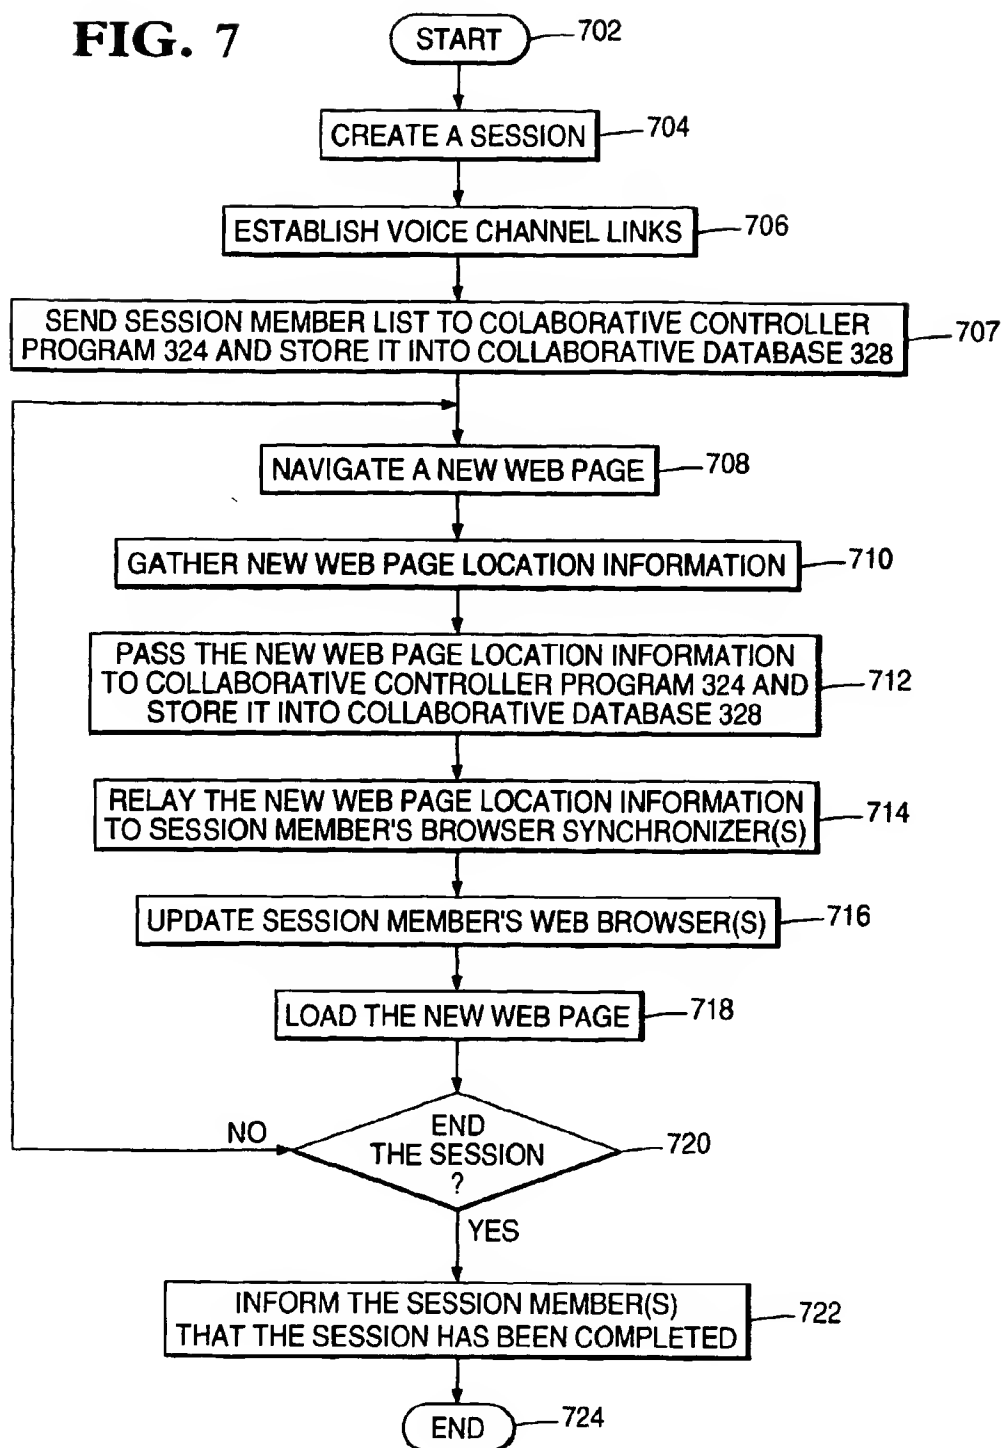 FIG. 7
START
702
CREATE A SESSION
704
ESTABLISH VOICE CHANNEL LINKS
706
SEND SESSION MEMBER LIST TO COLABORATIVE CONTROLLER
PROGRAM 324 AND STORE IT INTO COLLABORATIVE DATABASE 328
707
NAVIGATE A NEW WEB PAGE
708
GATHER NEW WEB PAGE LOCATION INFORMATION
710
PASS THE NEW WEB PAGE LOCATION INFORMATION
TO COLLABORATIVE CONTROLLER PROGRAM 324 AND
STORE IT INTO COLLABORATIVE DATABASE 328
712
RELAY THE NEW WEB PAGE LOCATION INFORMATION
TO SESSION MEMBER'S BROWSER SYNCHRONIZER(S)
714
UPDATE SESSION MEMBER'S WEB BROWSER(S)
716
LOAD THE NEW WEB PAGE
718
END
THE SESSION
?
720
NO
YES
INFORM THE SESSION MEMBER(S)
THAT THE SESSION HAS BEEN COMPLETED
722
END
724